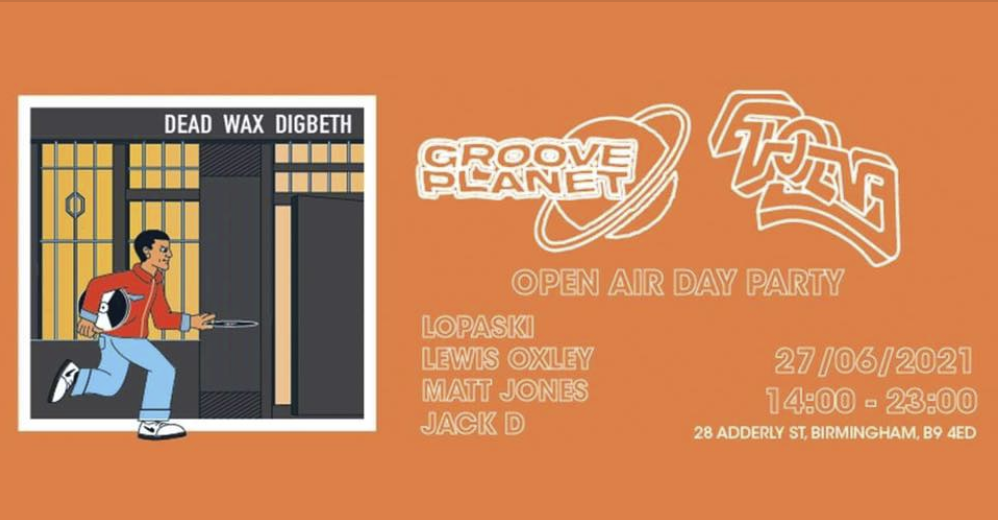 DEAD WAX DIGBETH
GROOVE
PLANET
OPEN AIR DAY PARTY
LOPASKI
LEWIS OXLEY
MATT JONES
JACK D
27/06/2021
14:00 - 23:00
28 ADDERLY ST, BIRMINGHAM, B9 4ED